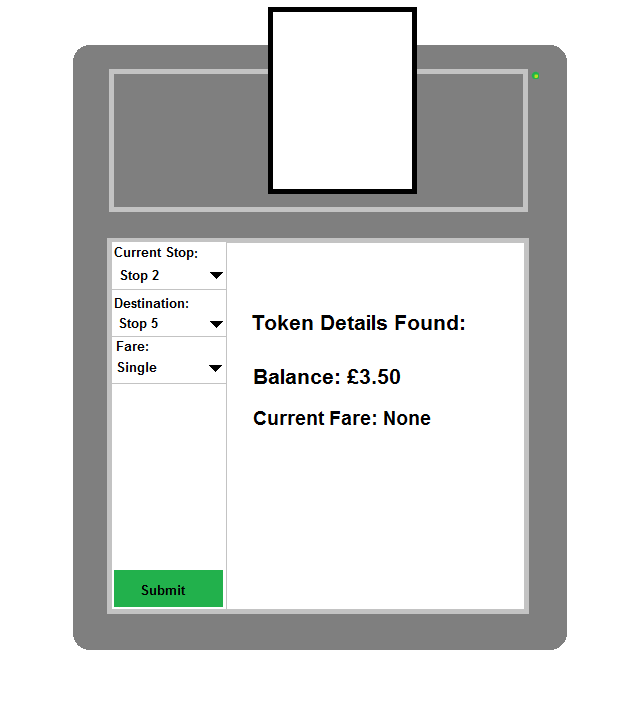 Current Stop:
Stop 2
Destination:
Stop 5
Fare:
Single
Submit
Token Details Found:
Balance: £3.50
Current Fare: None